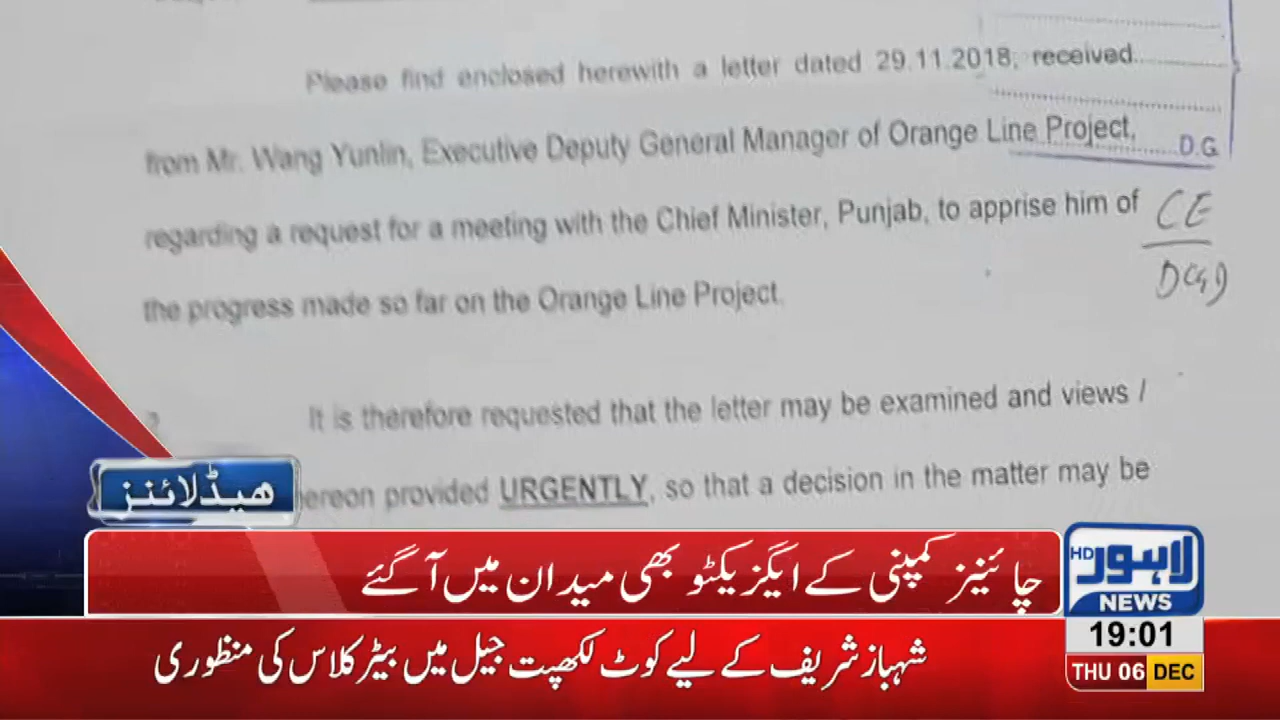 Please find enclosed herewith a letter dated 29.11.2018, received
from Mr. Wang Yunlin, Executive Deputy General Manager of Orange Line Project,
D.G
regarding a request for a meeting with the Chief Minister, Punjab, to apprise him of
CE
the progress made so far on the Orange Line Project.
It is therefore requested that the letter may be examined and views /
ereon provided URGENTLY, so that a decision in the matter may be
ہیڈلائنز
چائنیز کمپنی کے ایگزیکٹو بھی میدان میں آگئے
لاہور HD
NEWS
شہباز شریف کے لیے کوٹ لکھپت جیل میں بیٹر کلاس کی منظوری
19:01
THU 06 DEC